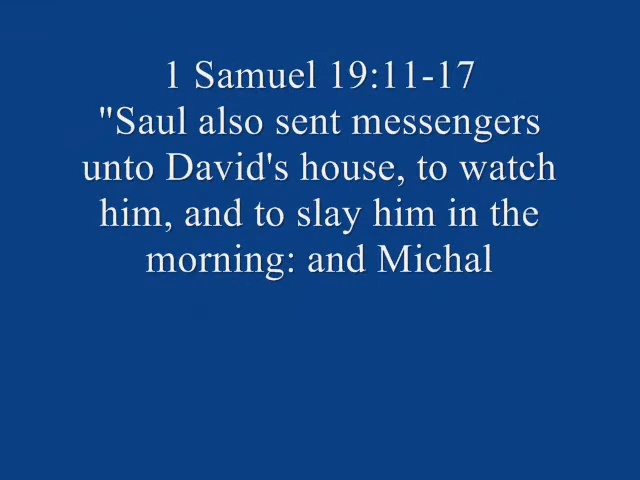 1 Samuel 19:11-17
"Saul also sent messengers
unto David's house, to watch
him, and to slay him in the
morning: and Michal